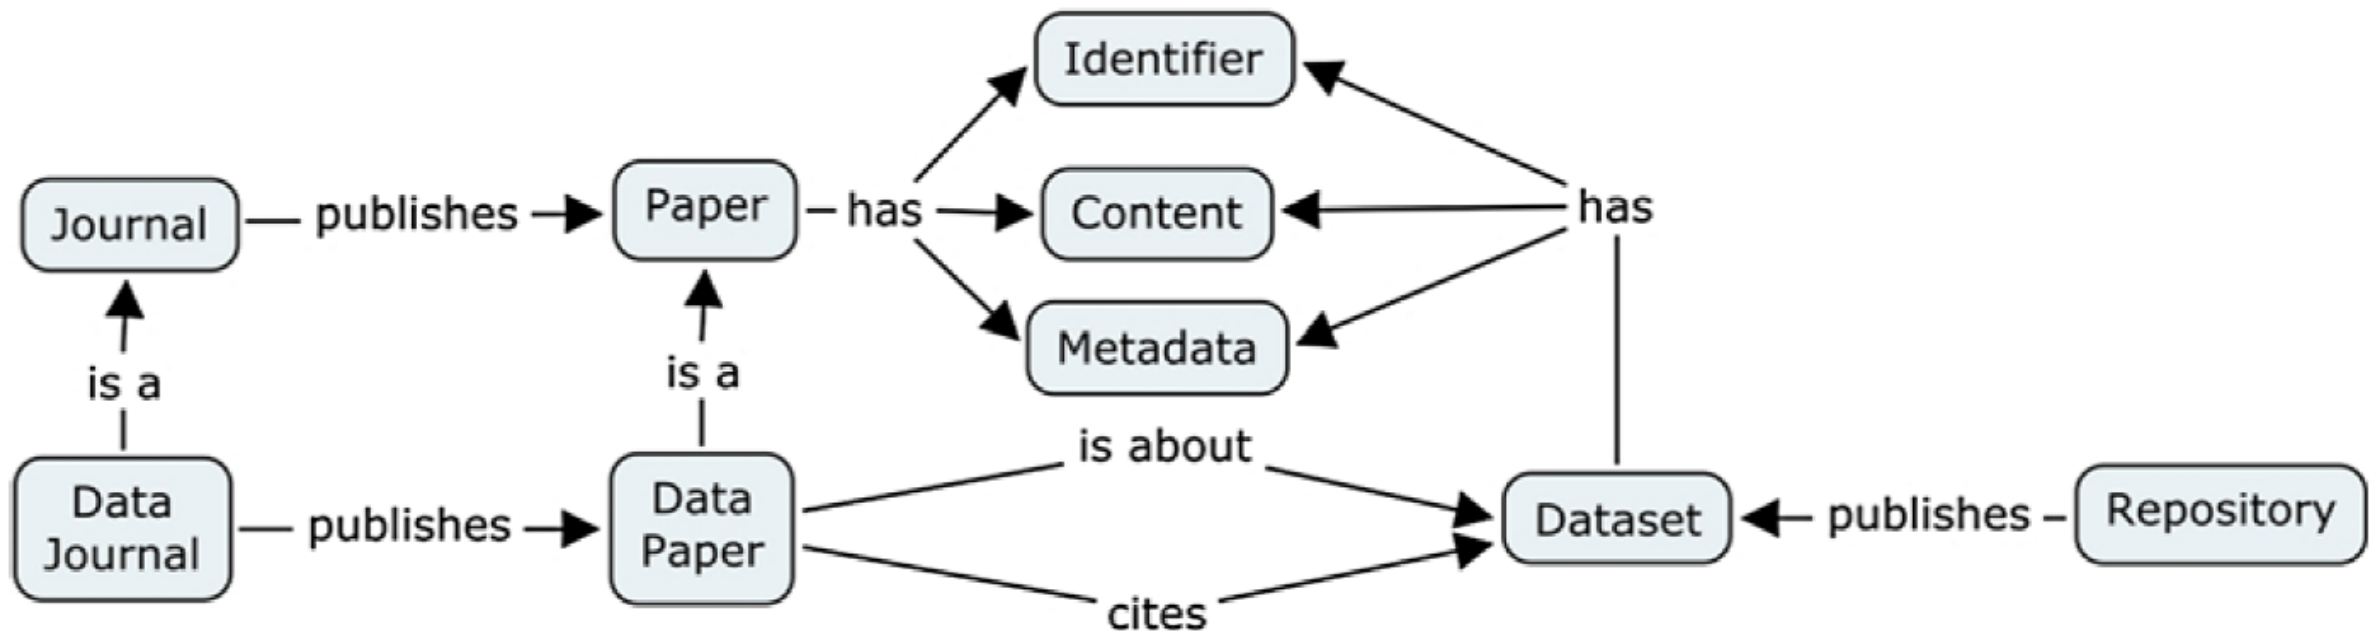 Identifier
Journal
publishes
Paper
has
Content
has
Metadata
is a
is a
is about
Data
Journal
publishes
Data
Paper
Dataset
publishes
Repository
cites